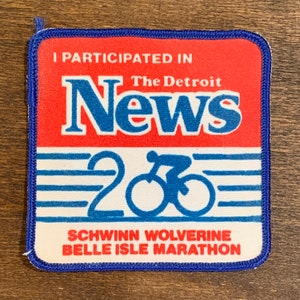 I PARTICIPATED IN
The Detroit
News
200
SCHWINN WOLVERINE
BELLE ISLE MARATHON